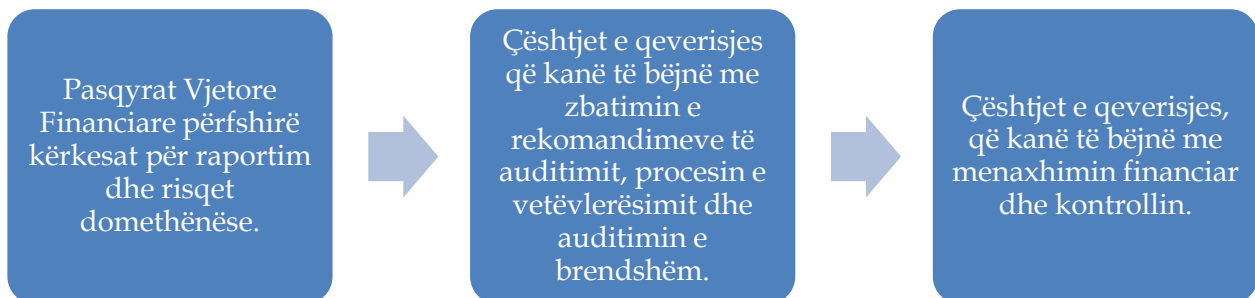 Pasqyrat Vjetore
Financiare përfshirë
kërkesat për raportim
dhe risqet
domethënëse.
Çështjet e qeverisjes
që kanë të bëjnë me
zbatimin e
rekomandimeve të
auditimit, procesin e
vetëvlerësimit dhe
auditimin e
brendshëm.
Çështjet e qeverisjes,
që kanë të bëjnë me
menaxhimin financiar
dhe kontrollin.